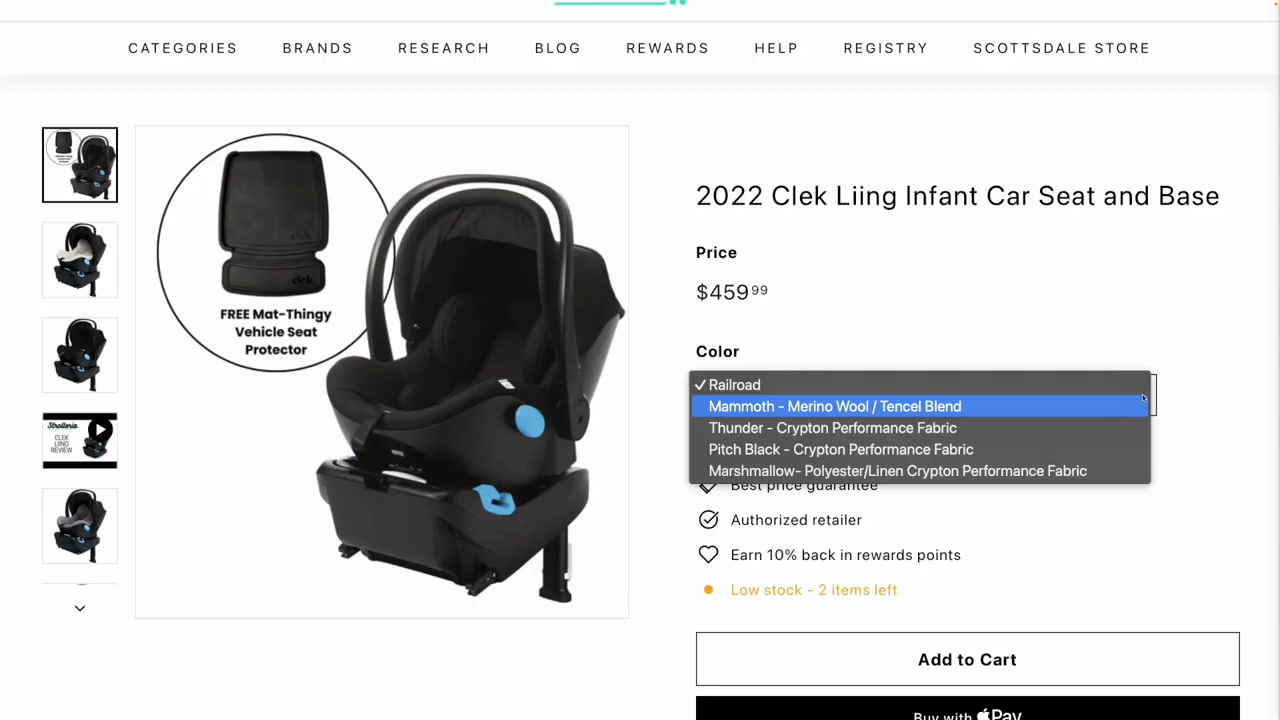 CATEGORIES BRANDS RESEARCH BLOG REWARDS HELP REGISTRY SCOTTSDALE STORE
clek
clek
FREE Mat-Thingy
Vehicle Seat
Protector
Strolleria
CLEK
LIING
REVIEW
2022 Clek Liing Infant Car Seat and Base
Price
$459 99
Color
✓ Railroad
Mammoth - Merino Wool / Tencel Blend
Thunder - Crypton Performance Fabric
Pitch Black - Crypton Performance Fabric
Marshmallow- Polyester/Linen Crypton Performance Fabric
Best price guarantee
Authorized retailer
Earn 10% back in rewards points
Low stock - 2 items left
Add to Cart
Buy with Pay